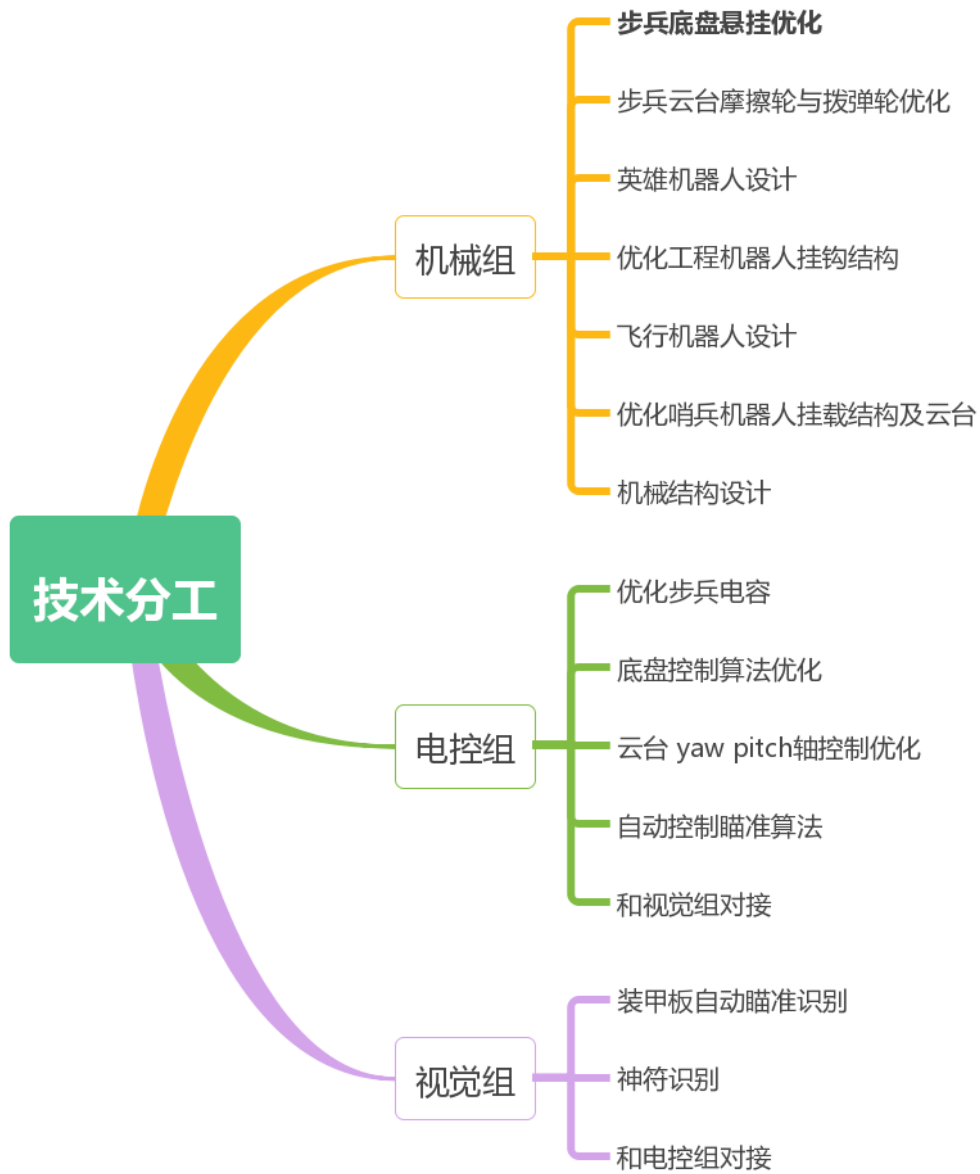 技术分工
机械组
步兵底盘悬挂优化
步兵云台摩擦轮与拨弹轮优化
英雄机器人设计
优化工程机器人挂钩结构
飞行机器人设计
优化哨兵机器人挂载结构及云台
机械结构设计
电控组
优化步兵电容
底盘控制算法优化
云台 yaw pitch轴控制优化
自动控制瞄准算法
和视觉组对接
视觉组
装甲板自动瞄准识别
神符识别
和电控组对接